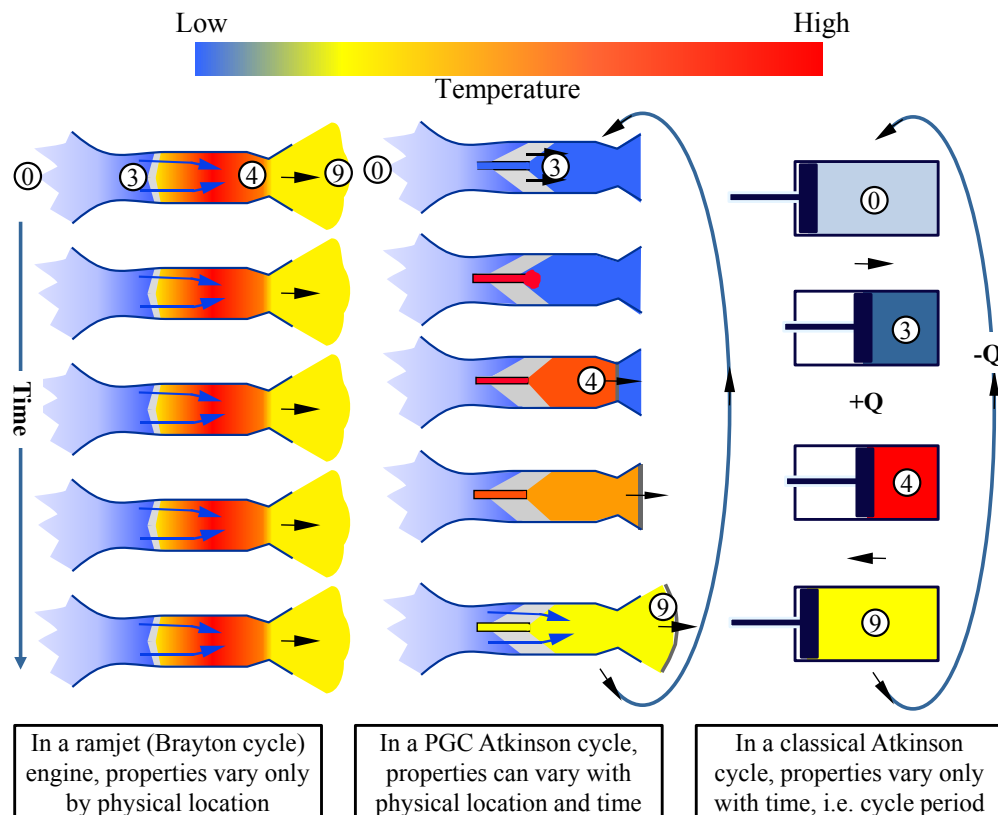 Low
High
Temperature
0
3
4
9
0
3
0
3
4
4
9
9
Time
+Q
-Q
In a ramjet (Brayton cycle)
engine, properties vary only
by physical location
In a PGC Atkinson cycle,
properties can vary with
physical location and time
In a classical Atkinson
cycle, properties vary only
with time, i.e. cycle period